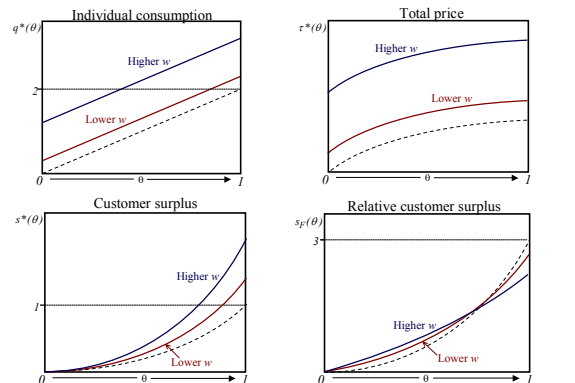 Individual consumption
q*(θ)
Higher w
2
Lower w
0
θ
1
Total price
τ*(θ)
Higher w
Lower w
0
θ
1
Customer surplus
s*(θ)
Higher w
1
Lower w
0
θ
1
Relative customer surplus
sF(θ)
3
Higher w
Lower w
0
θ
1